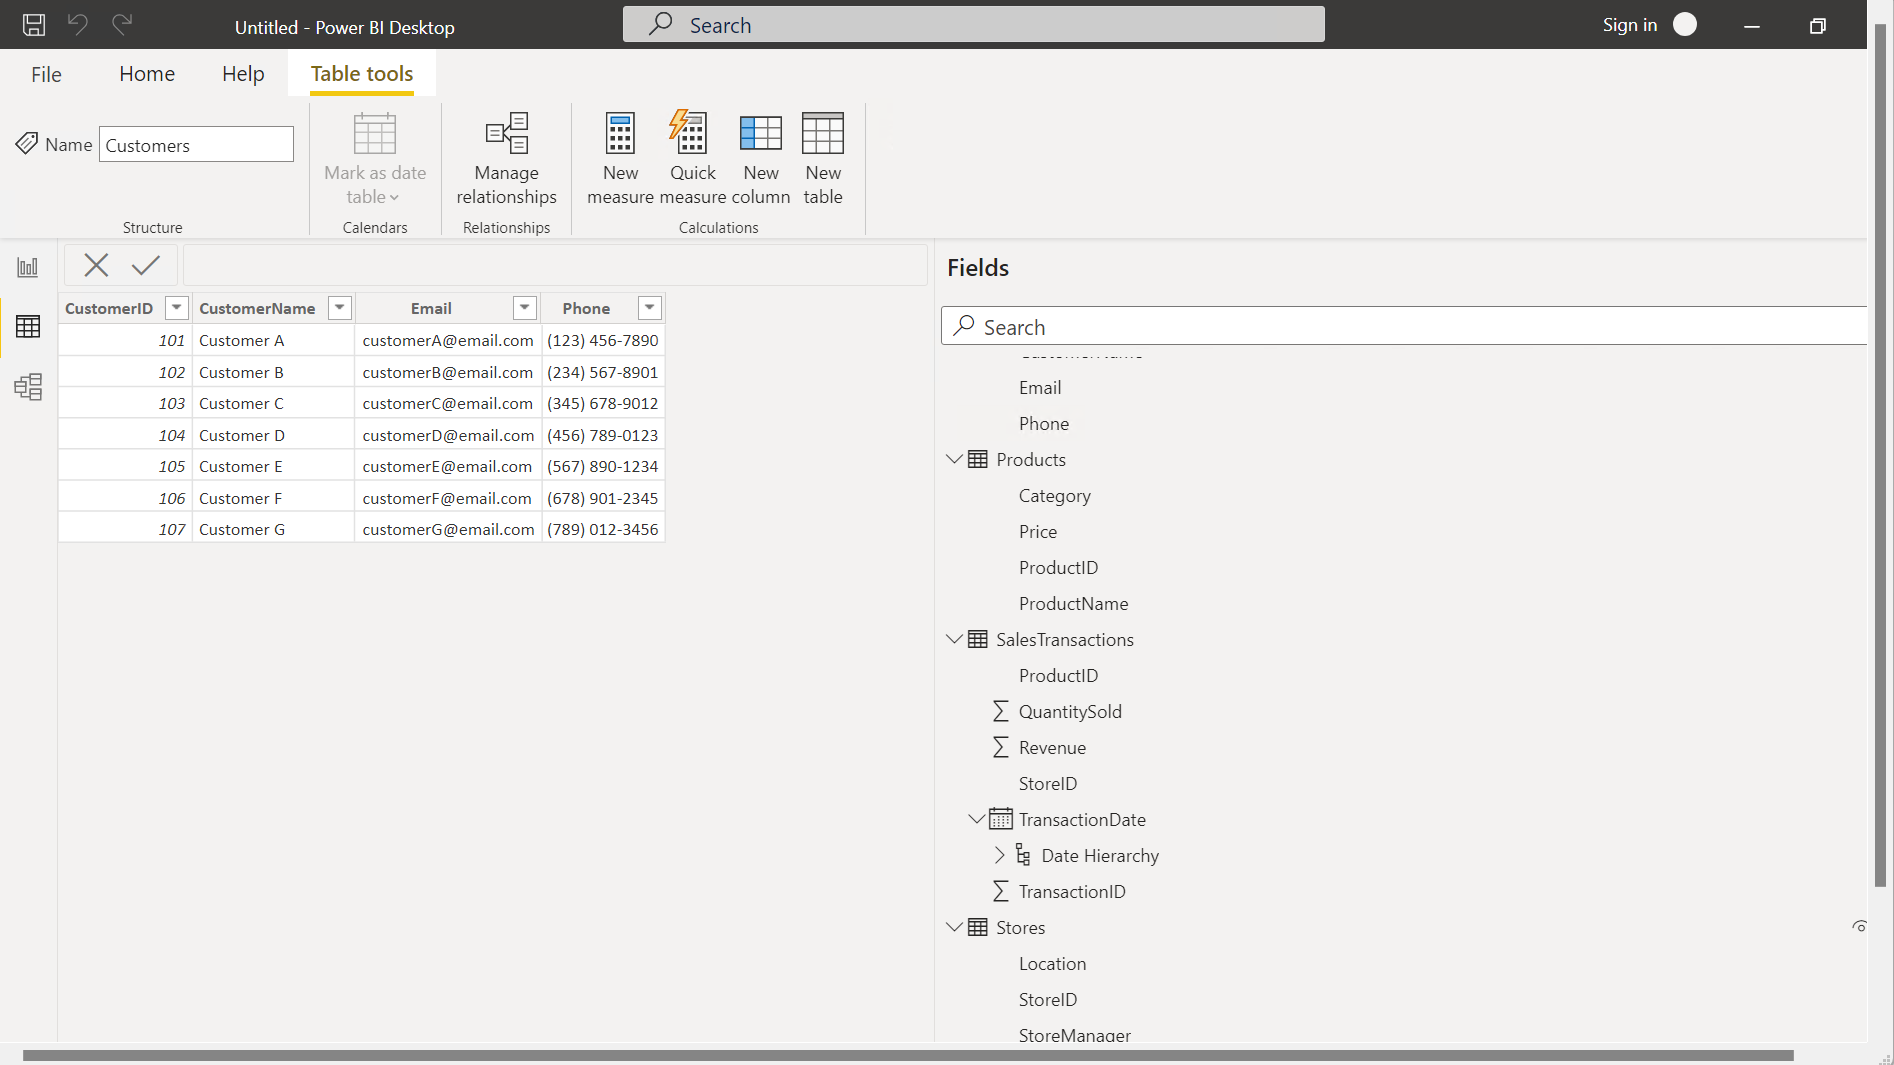 Untitled - Power BI Desktop
Search
Sign in
File
Home
Help
Table tools
Name
Customers
Mark as date table
Manage relationships
New measure
Quick measure
New column
New table
Structure
Calendars
Relationships
Calculations
CustomerID CustomerName Email Phone
101 Customer A customerA@email.com (123) 456-7890
102 Customer B customerB@email.com (234) 567-8901
103 Customer C customerC@email.com (345) 678-9012
104 Customer D customerD@email.com (456) 789-0123
105 Customer E customerE@email.com (567) 890-1234
106 Customer F customerF@email.com (678) 901-2345
107 Customer G customerG@email.com (789) 012-3456
Fields
Search
Email
Phone
Products
Category
Price
ProductID
ProductName
SalesTransactions
ProductID
QuantitySold
Revenue
StoreID
TransactionDate
Date Hierarchy
TransactionID
Stores
Location
StoreID
StoreManager